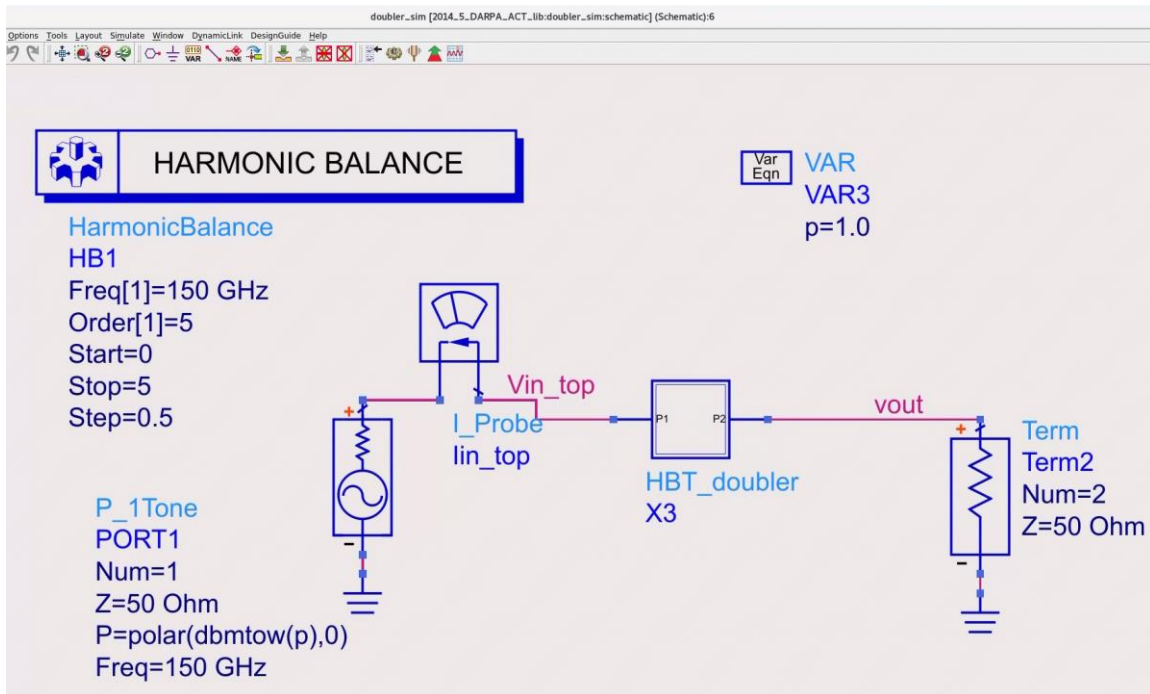 doubler_sim [2014_5_DARPA_ACT_lib:doubler_sim:schematic] (Schematic):6
Options Tools Layout Simulate Window DynamicLink DesignGuide Help
VAR
NAME
HARMONIC BALANCE
HarmonicBalance
HB1
Freq[1]=150 GHz
Order[1]=5
Start=0
Stop=5
Step=0.5
Var
Eqn
VAR
VAR3
p=1.0
Vin_top
I_Probe
Iin_top
P1
P2
HBT_doubler
X3
vout
+
Term
Term2
Num=2
Z=50 Ohm
-
+
P_1Tone
PORT1
Num=1
Z=50 Ohm
P=polar(dbmtow(p),0)
Freq=150 GHz
-